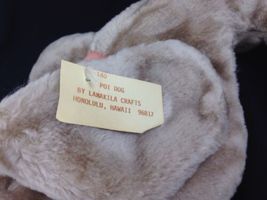 POI DOG
BY LANAKILA CRAFTS
HONOLULU, HAWAII 96817